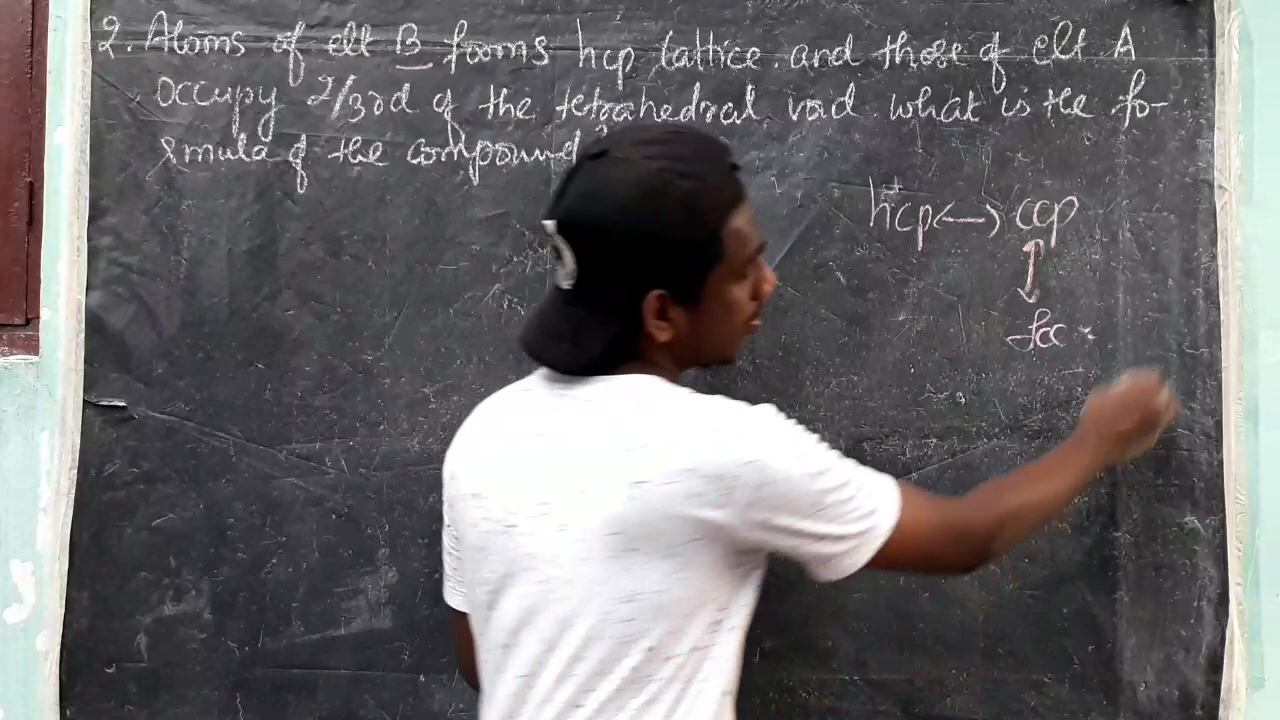 2. Atoms of elt B forms hcp lattice and those of elt A
occupy 2/3rd of the tetrahedral void what is the fo-
rmula of the compound?
hcp ↔ ccp
↕
fcc